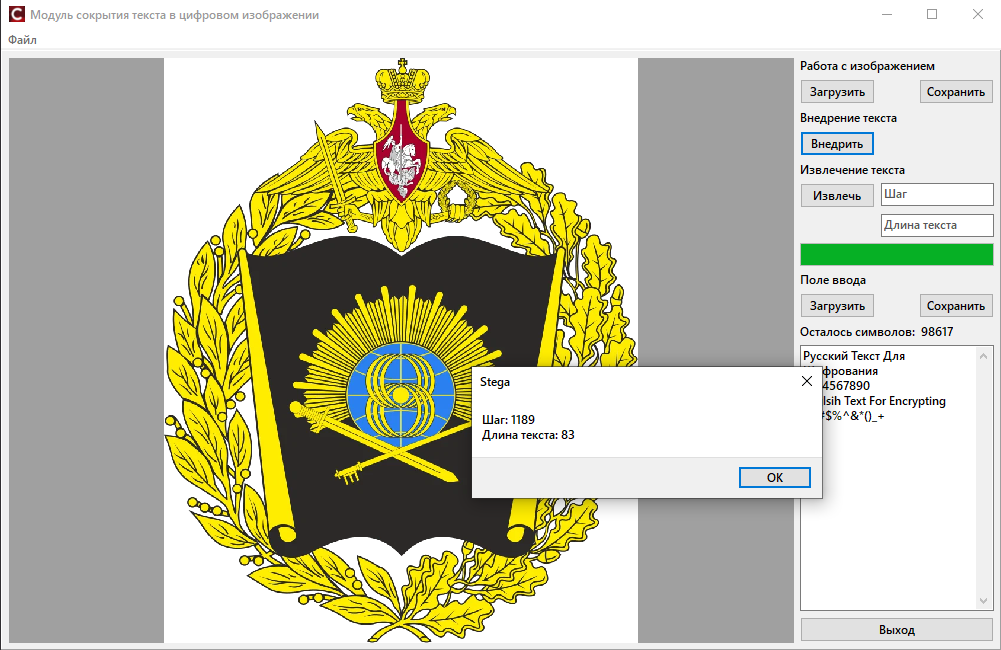 Модуль сокрытия текста в цифровом изображении
Файл
Работа с изображением
Загрузить Сохранить
Внедрение текста
Внедрить
Извлечение текста
Извлечь Шаг
Длина текста
Поле ввода
Загрузить Сохранить
Осталось символов: 98617
Русский Текст Для
фрования
4567890
lsih Text For Encrypting
#$%^&*()_+
Stega
Шаг: 1189
Длина текста: 83
OK
Выход